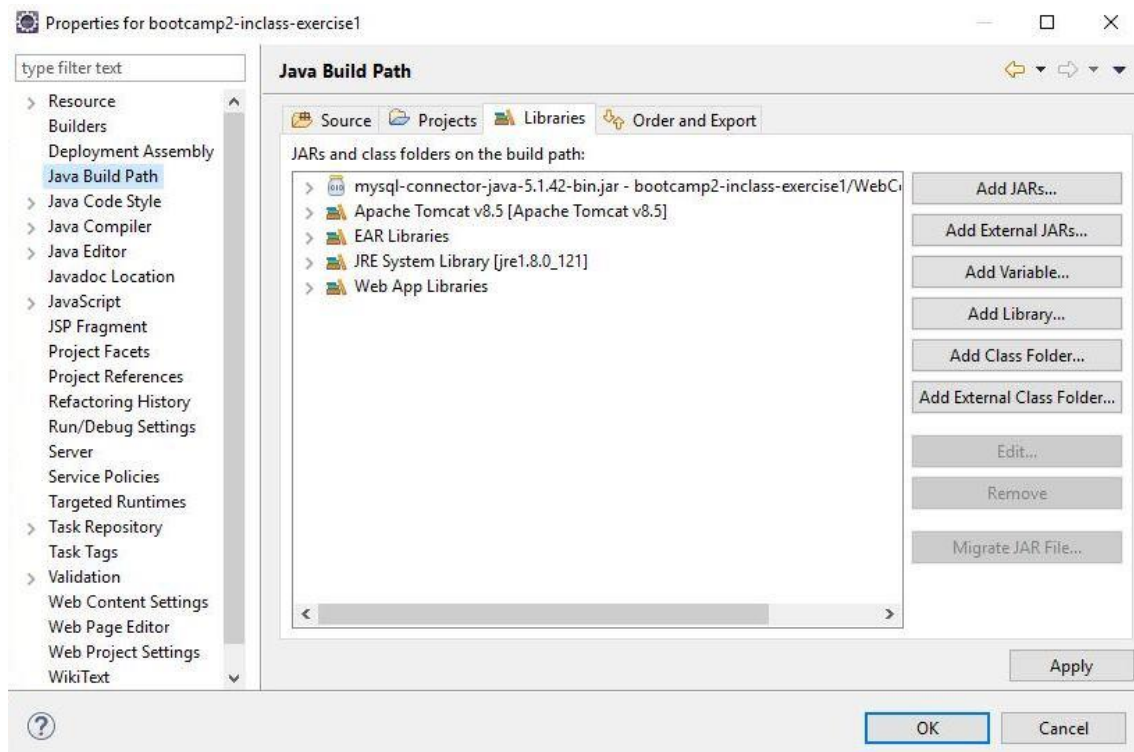 Properties for bootcamp2-inclass-exercise1
type filter text
Resource
Builders
Deployment Assembly
Java Build Path
Java Code Style
Java Compiler
Java Editor
Javadoc Location
JavaScript
JSP Fragment
Project Facets
Project References
Refactoring History
Run/Debug Settings
Server
Service Policies
Targeted Runtimes
Task Repository
Task Tags
Validation
Web Content Settings
Web Page Editor
Web Project Settings
WikiText
Java Build Path
Source Projects Libraries Order and Export
JARs and class folders on the build path:
mysql-connector-java-5.1.42-bin.jar - bootcamp2-inclass-exercise1/WebC
Apache Tomcat v8.5 [Apache Tomcat v8.5]
EAR Libraries
JRE System Library [jre1.8.0_121]
Web App Libraries
Add JARs...
Add External JARs...
Add Variable...
Add Library...
Add Class Folder...
Add External Class Folder...
Edit...
Remove
Migrate JAR File...
Apply
OK Cancel